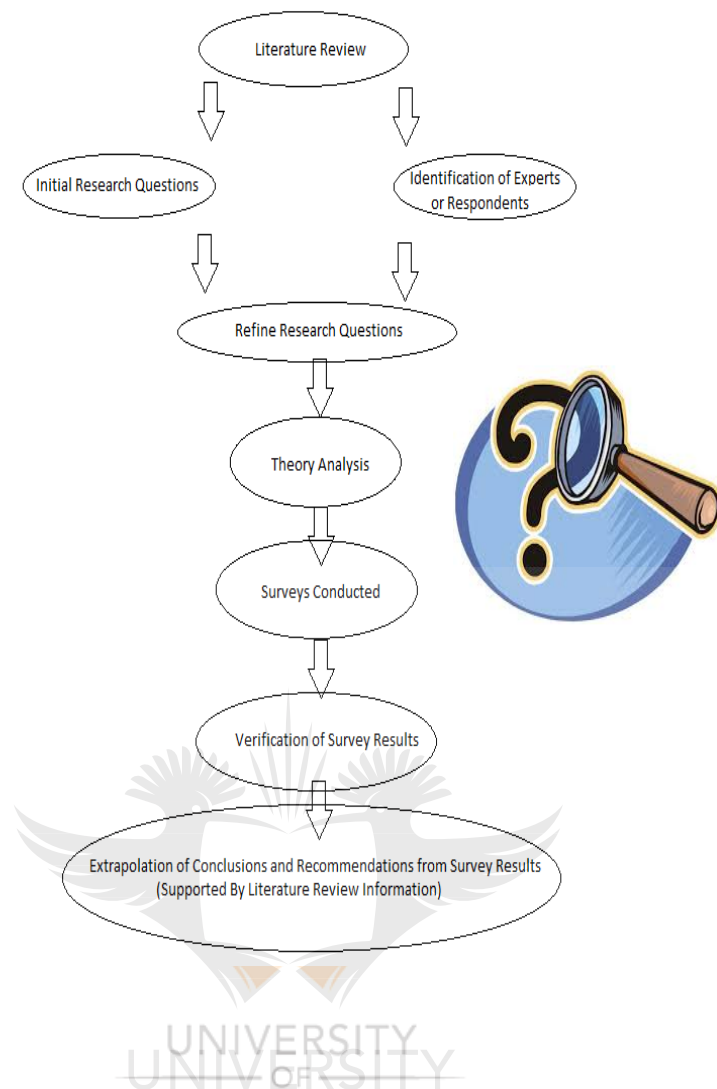 Literature Review
Initial Research Questions
Identification of Experts
or Respondents
Refine Research Questions
Theory Analysis
Surveys Conducted
Verification of Survey Results
Extrapolation of Conclusions and Recommendations from Survey Results
(Supported By Literature Review Information)
UNIVERSITY
UNIVERSITY
OF